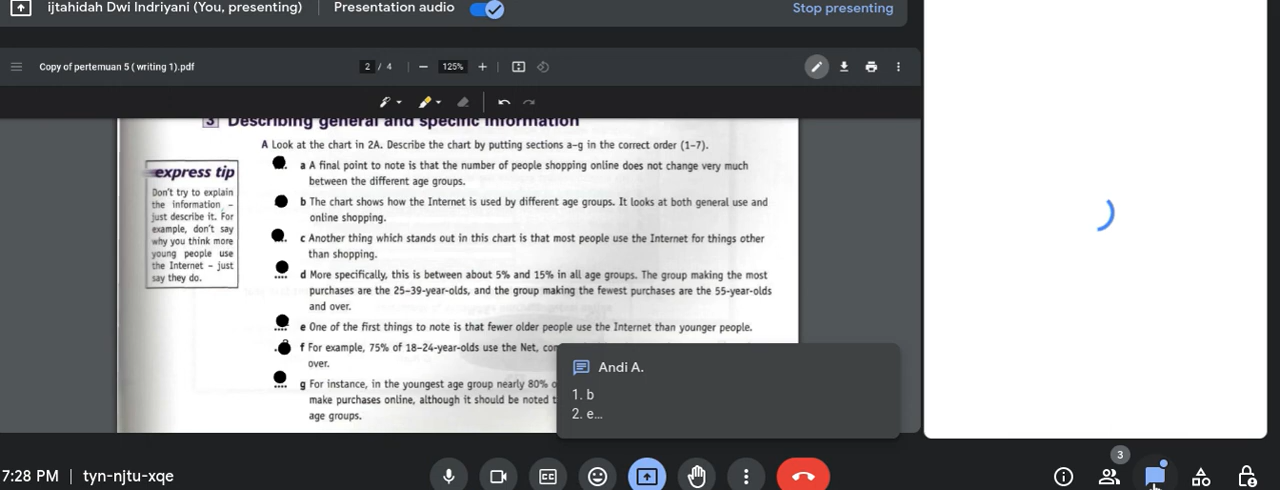 ijtahidah Dwi Indriyani (You, presenting)
Presentation audio
Stop presenting
Copy of pertemuan 5 ( writing 1).pdf
2 / 4
125%
3 Describing general and specific information
A Look at the chart in 2A. Describe the chart by putting sections a–g in the correct order (1–7).
express tip
Don't try to explain
the information –
just describe it. For
example, don't say
why you think more
young people use
the Internet – just
say they do.
a A final point to note is that the number of people shopping online does not change very much
between the different age groups.
b The chart shows how the Internet is used by different age groups. It looks at both general use and
online shopping.
c Another thing which stands out in this chart is that most people use the Internet for things other
than shopping.
d More specifically, this is between about 5% and 15% in all age groups. The group making the most
purchases are the 25–39-year-olds, and the group making the fewest purchases are the 55-year-olds
and over.
e One of the first things to note is that fewer older people use the Internet than younger people.
f For example, 75% of 18–24-year-olds use the Net,
over.
g For instance, in the youngest age group nearly 80%
make purchases online, although it should be noted
age groups.
Andi A.
1. b
2. e...
3
7:28 PM | tyn-njtu-xqe